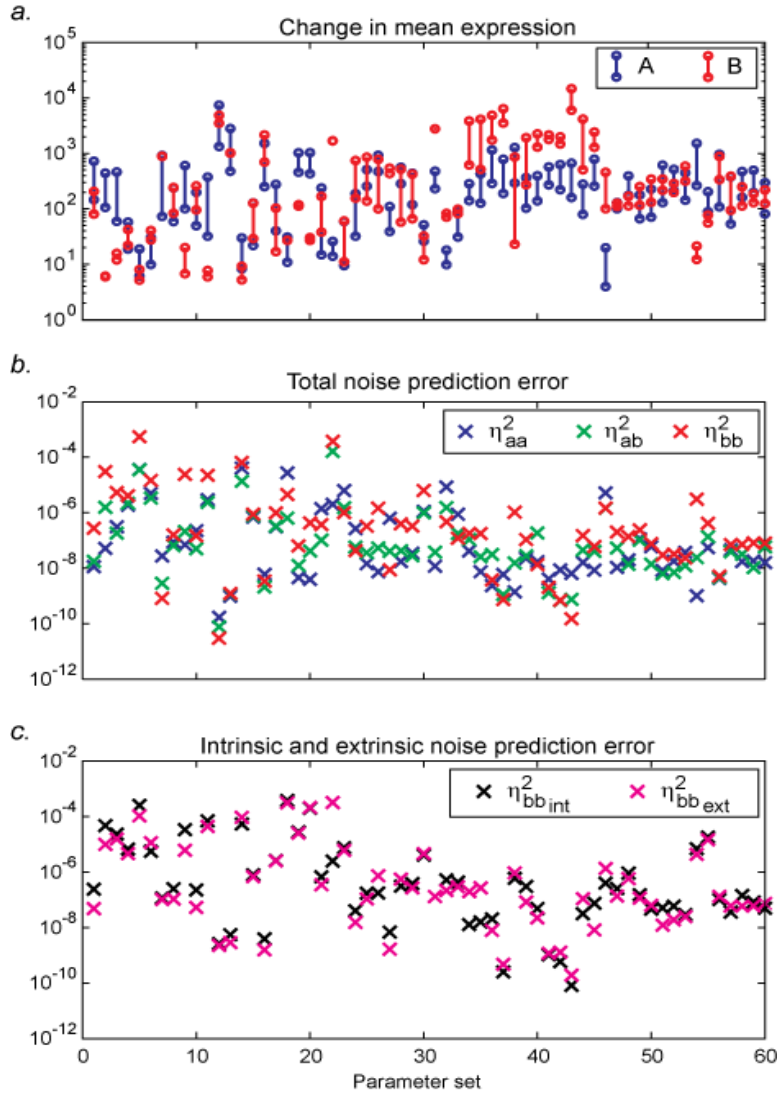 a.
Change in mean expression
10^5
10^4
10^3
10^2
10^1
10^0
A B
b.
Total noise prediction error
10^-2
10^-4
10^-6
10^-8
10^-10
10^-12
η²aa η²ab η²bb
c.
Intrinsic and extrinsic noise prediction error
10^-2
10^-4
10^-6
10^-8
10^-10
10^-12
η²bb int η²bb ext
0 10 20 30 40 50 60
Parameter set